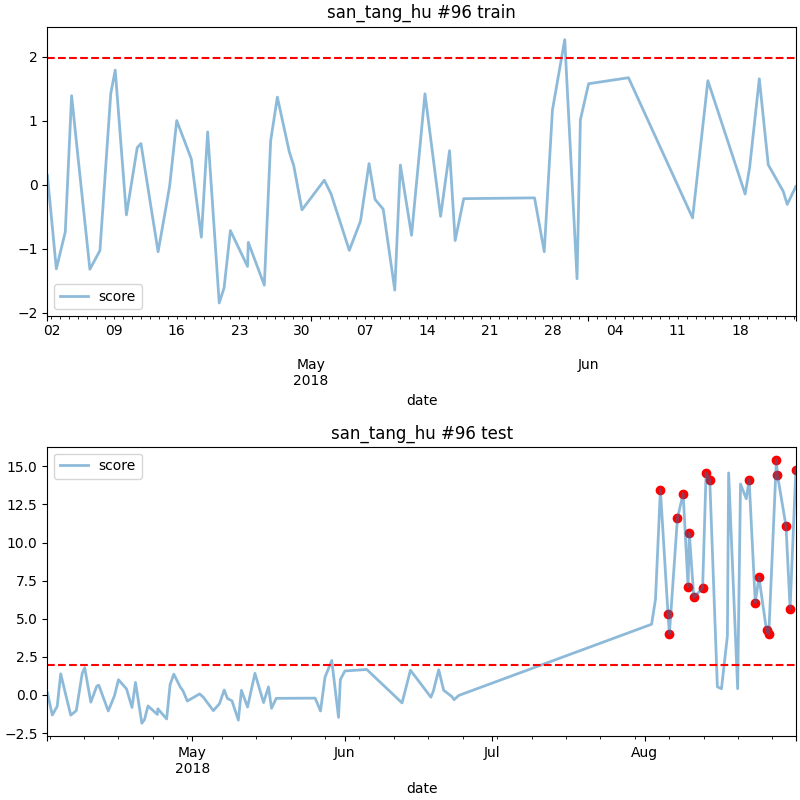 san_tang_hu #96 train
2
1
0
−1
−2
score
02 09 16 23 30 07 14 21 28 04 11 18
May Jun
2018
date
san_tang_hu #96 test
score
15.0
12.5
10.0
7.5
5.0
2.5
0.0
−2.5
May Jun Jul Aug
2018
date